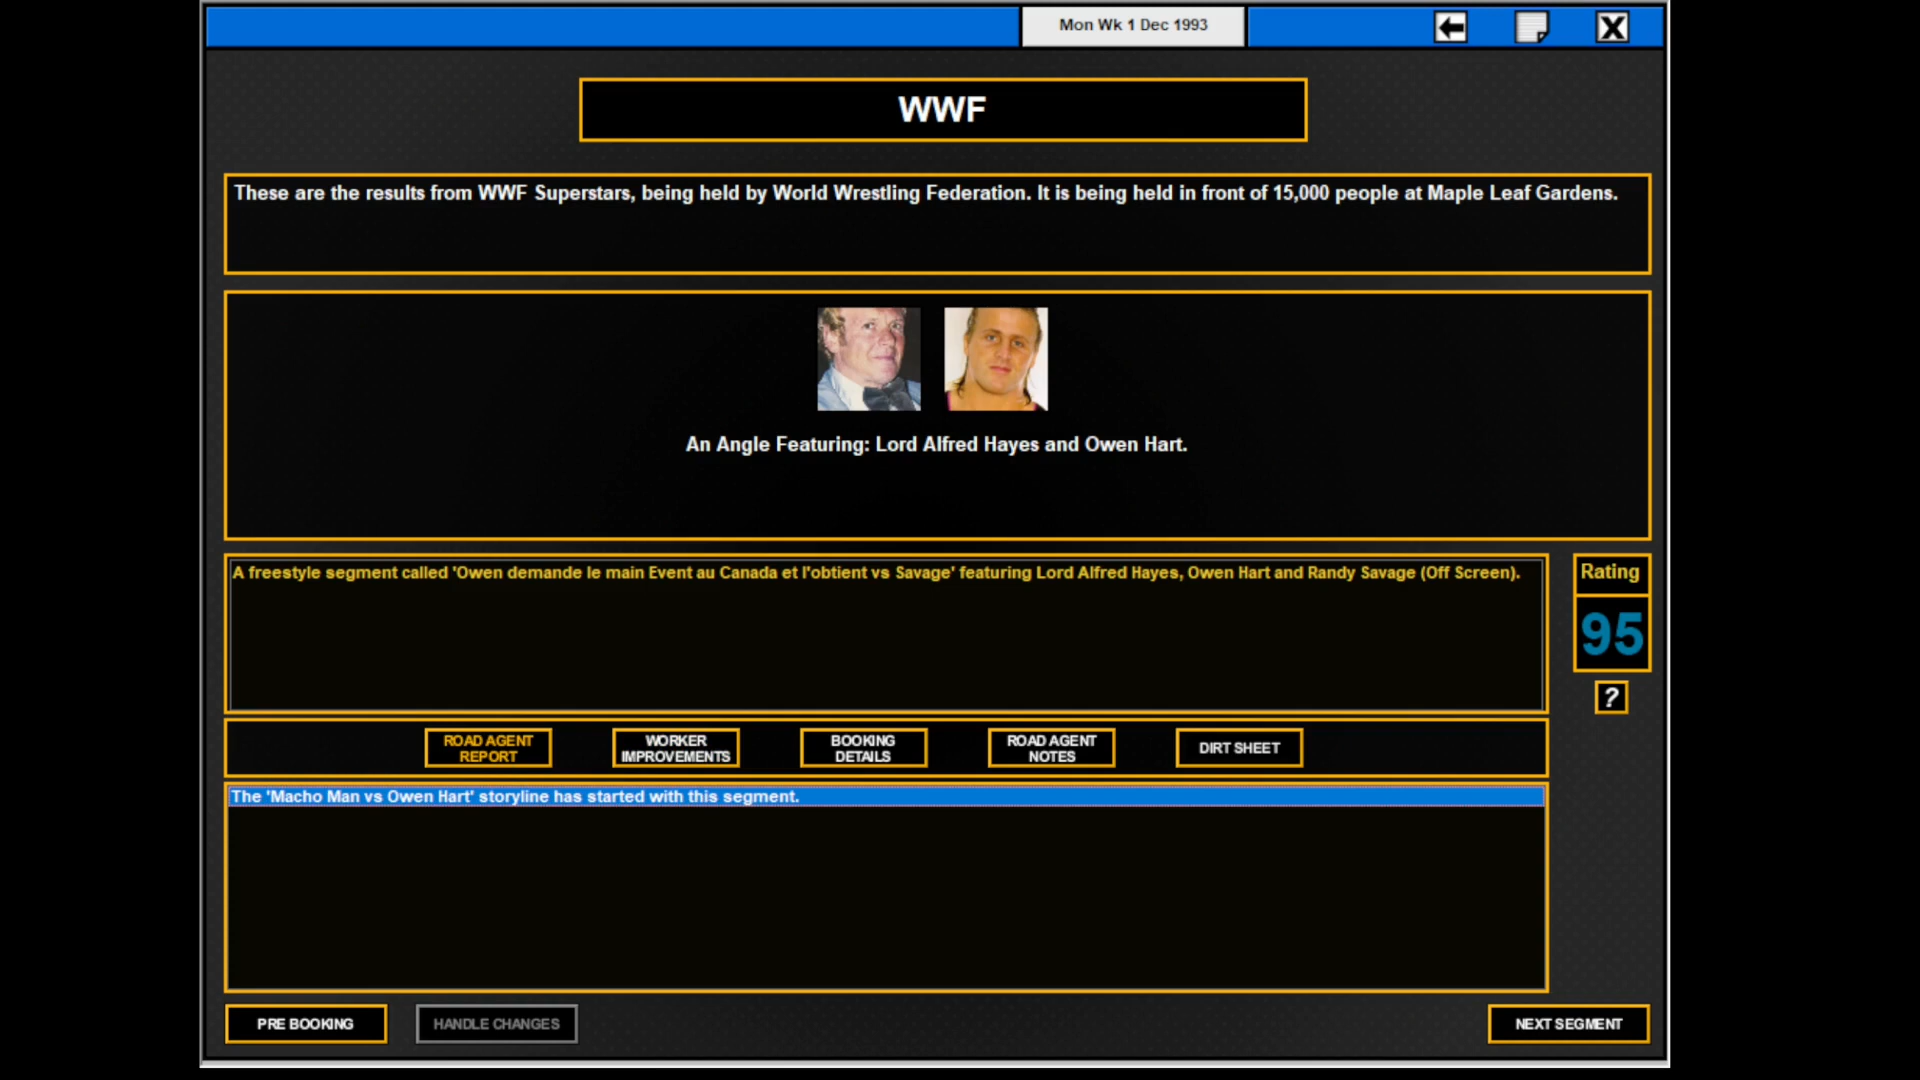 Mon Wk 1 Dec 1993
WWF
These are the results from WWF Superstars, being held by World Wrestling Federation. It is being held in front of 15,000 people at Maple Leaf Gardens.
An Angle Featuring: Lord Alfred Hayes and Owen Hart.
A freestyle segment called 'Owen demande le main Event au Canada et l'obtient vs Savage' featuring Lord Alfred Hayes, Owen Hart and Randy Savage (Off Screen).
Rating
95
?
ROAD AGENT
REPORT
WORKER
IMPROVEMENTS
BOOKING
DETAILS
ROAD AGENT
NOTES
DIRT SHEET
The 'Macho Man vs Owen Hart' storyline has started with this segment.
PRE BOOKING
HANDLE CHANGES
NEXT SEGMENT